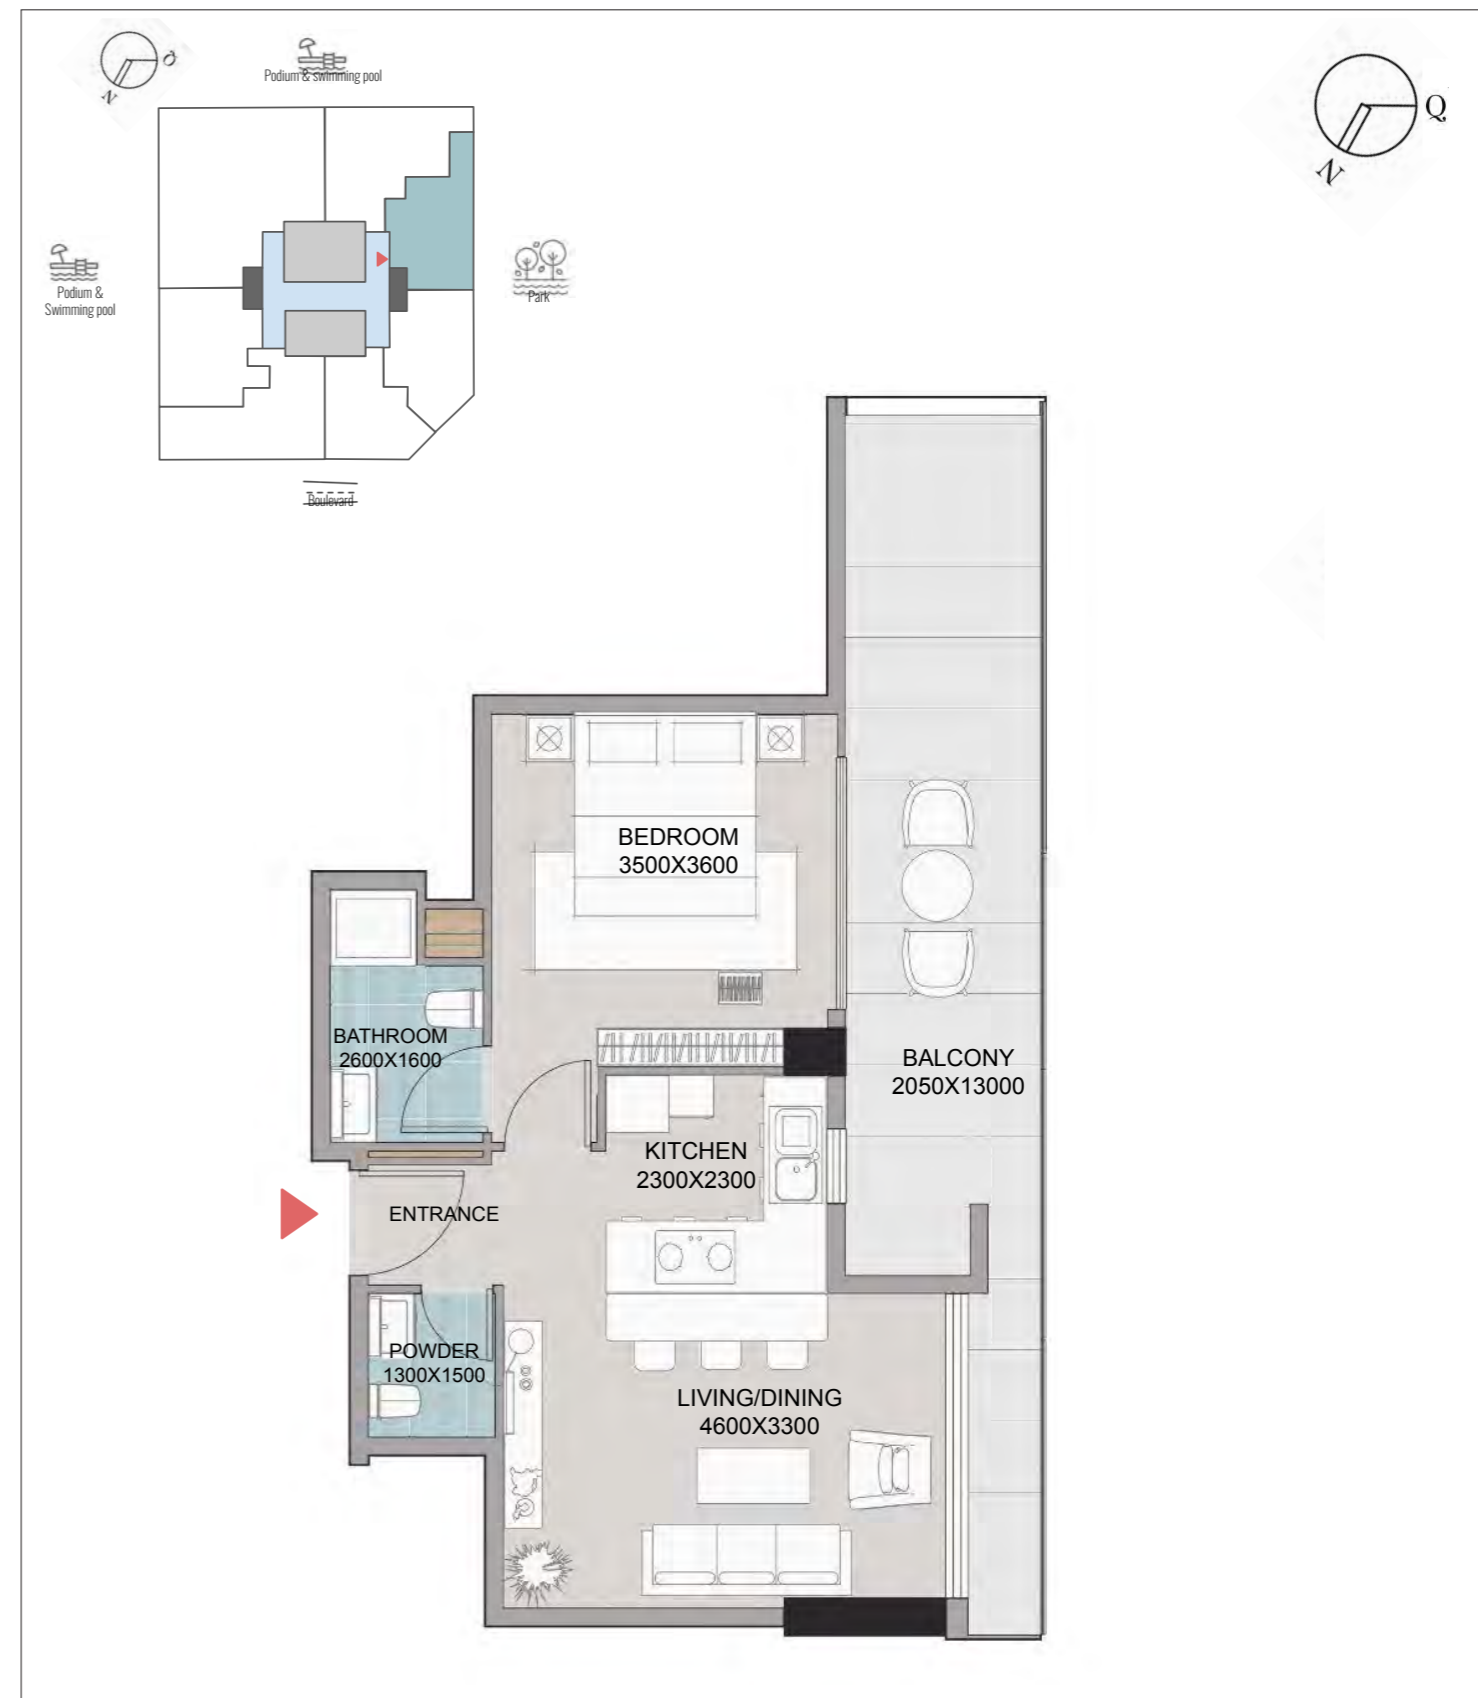 Q
N
Podium & swimming pool
Q
N
Podium &
Swimming pool
Park
Boulevard
BEDROOM
3500X3600
BATHROOM
2600X1600
BALCONY
2050X13000
KITCHEN
2300X2300
ENTRANCE
POWDER
1300X1500
LIVING/DINING
4600X3300